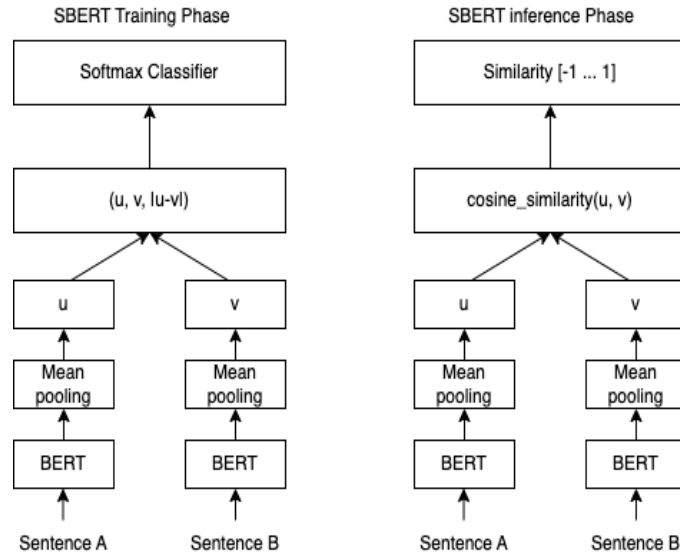 SBERT Training Phase
Softmax Classifier
(u, v, |u-v|)
u
v
Mean
pooling
Mean
pooling
BERT
BERT
Sentence A
Sentence B
SBERT inference Phase
Similarity [-1 ... 1]
cosine_similarity(u, v)
u
v
Mean
pooling
Mean
pooling
BERT
BERT
Sentence A
Sentence B